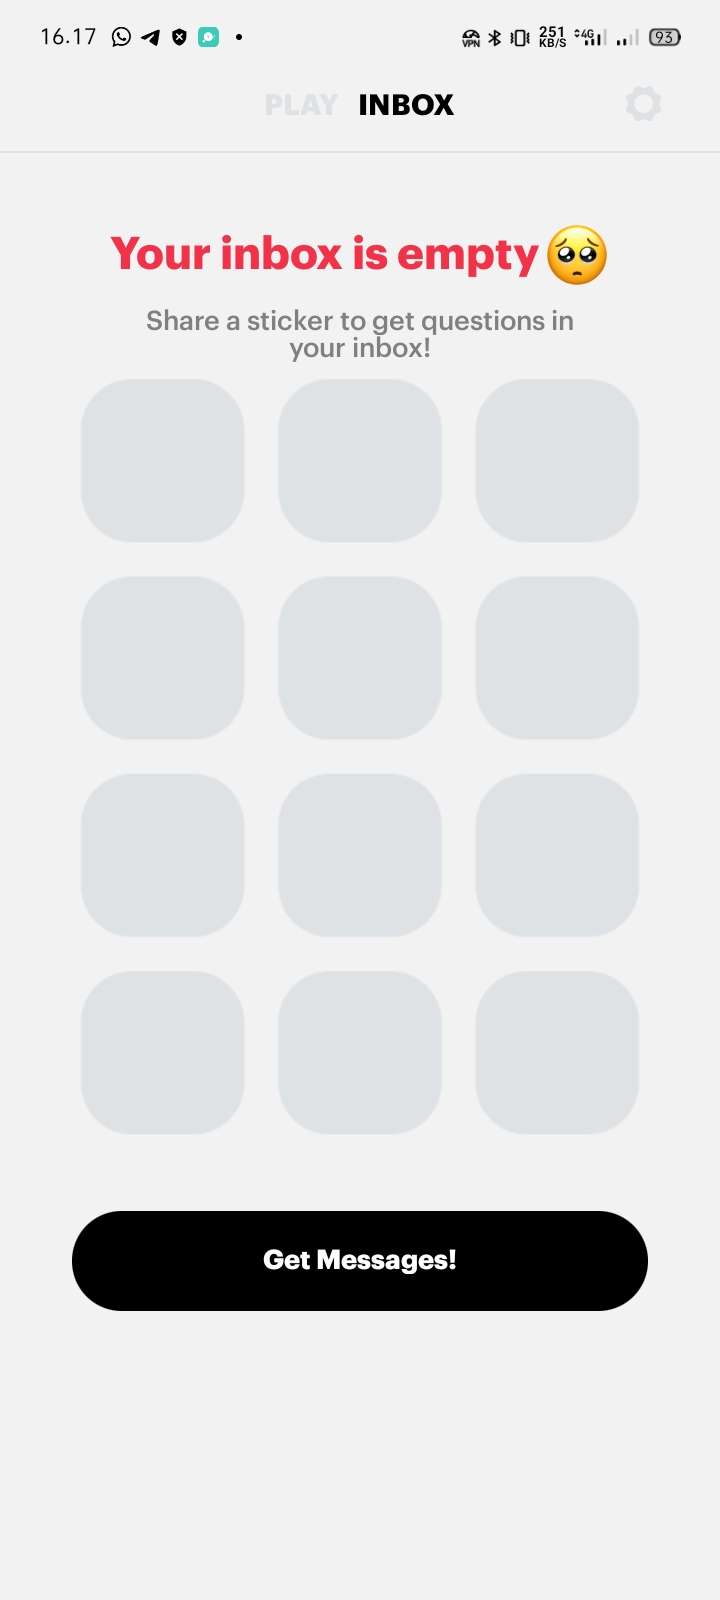 16.17 VPN 251 KB/S 4G 93
PLAY INBOX
Your inbox is empty 🥺
Share a sticker to get questions in
your inbox!
Get Messages!